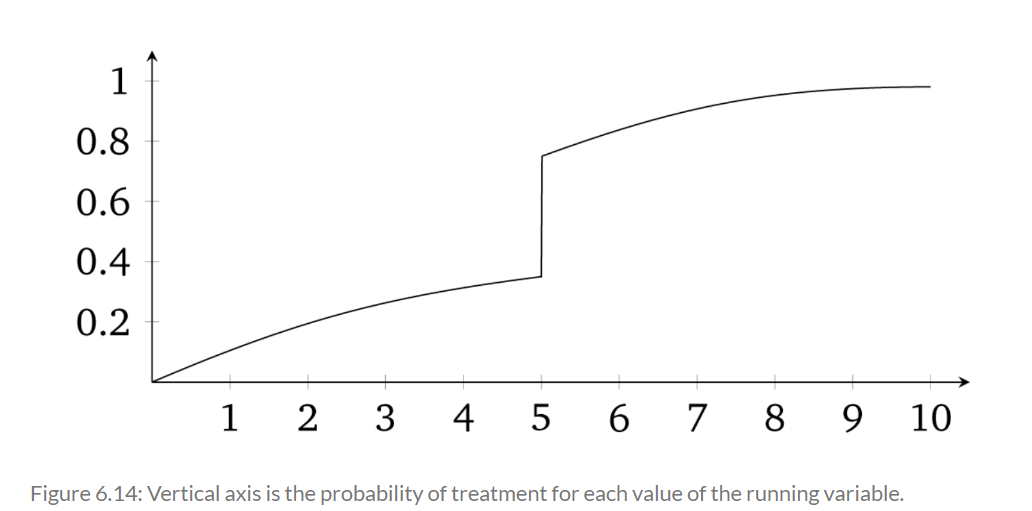 1
0.8
0.6
0.4
0.2
1 2 3 4 5 6 7 8 9 10
Figure 6.14: Vertical axis is the probability of treatment for each value of the running variable.